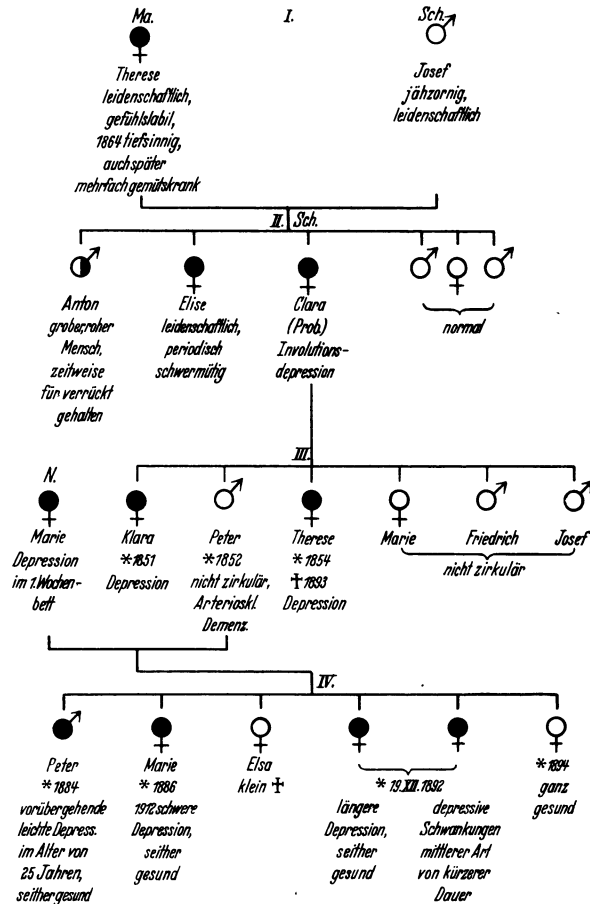 Ma.
I.
Sch.
Therese
leidenschaftlich,
gefühlslabil,
1864 tiefsinnig,
auch später
mehrfach gemütskrank
Josef
jähzornig,
leidenschaftlich
II. Sch.
Anton
grober, roher
Mensch,
zeitweise
für verrückt
gehalten
Elise
leidenschaftlich,
periodisch
schwermütig
Clara
(Prob.)
Involutions-
depression
normal
III.
N.
Marie
Depression
im 1. Wochen-
bett
Klara
* 1851
Depression
Peter
* 1852
nicht zirkulär,
Arterioskl.
Demenz.
Therese
* 1854
† 1893
Depression
Marie
Friedrich
Josef
nicht zirkulär
IV.
Peter
* 1884
vorübergehende
leichte Depress.
im Alter von
25 Jahren,
seither gesund
Marie
* 1886
1912 schwere
Depression,
seither
gesund
Elsa
klein †
* 19. XII. 1892
längere
Depression,
seither
gesund
depressive
Schwankungen
mittlerer Art
von kürzerer
Dauer
* 1894
ganz
gesund